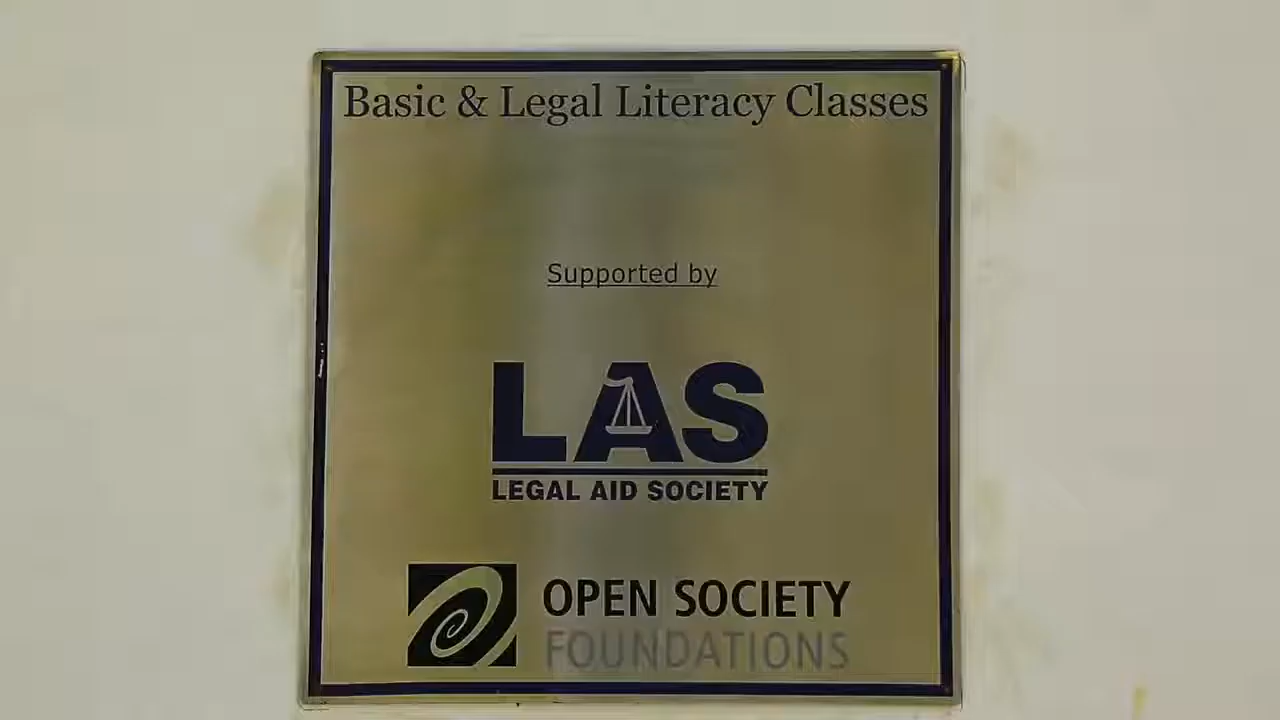 Basic & Legal Literacy Classes
Supported by
LAS
LEGAL AID SOCIETY
OPEN SOCIETY
FOUNDATIONS